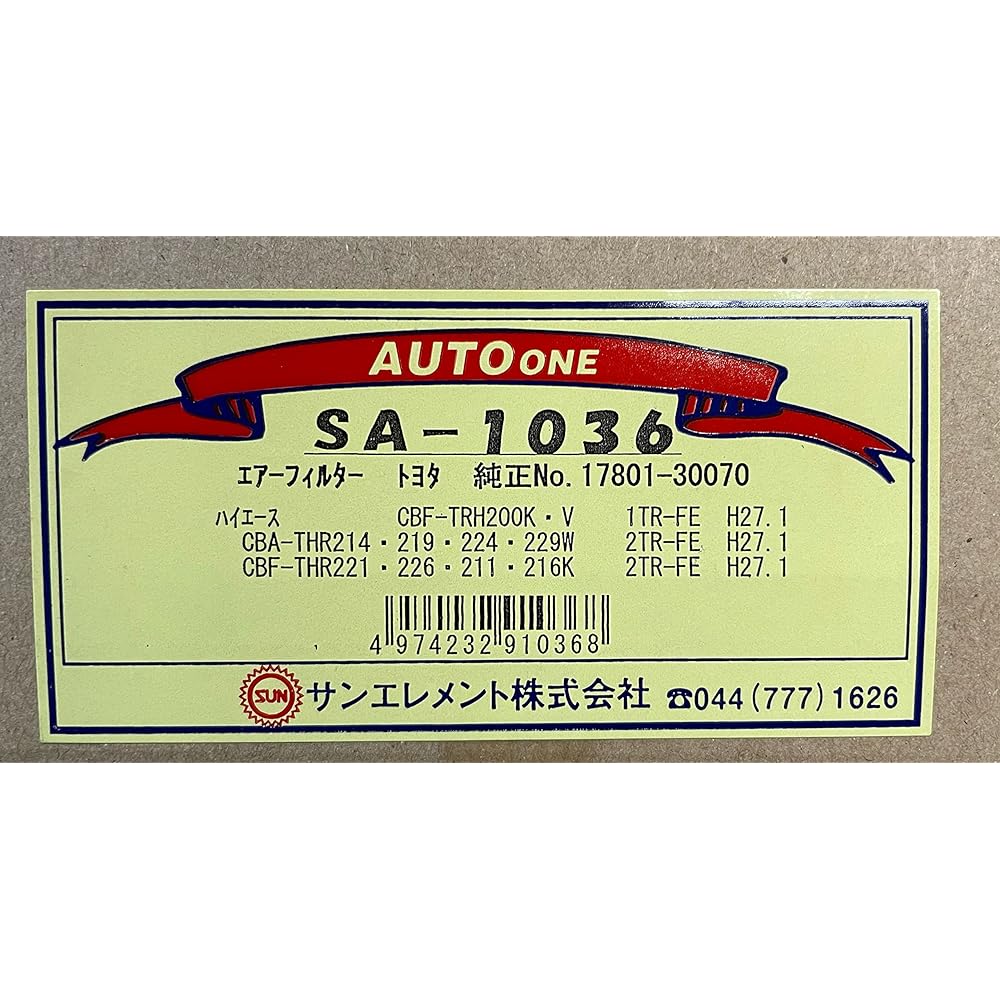 AUTO ONE
SA-1036
エアーフィルター トヨタ 純正No. 17801-30070
ハイエース CBF-TRH200K・V 1TR-FE H27.1
CBA-THR214・219・224・229W 2TR-FE H27.1
CBF-THR221・226・211・216K 2TR-FE H27.1
4 974232 910368
SUN サンエレメント株式会社 ☎044(777)1626